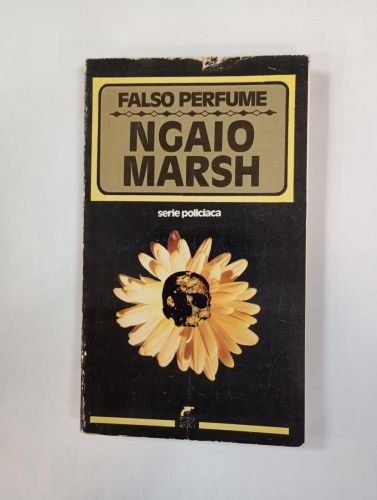 FALSO PERFUME
NGAIO
MARSH
serie policiaca